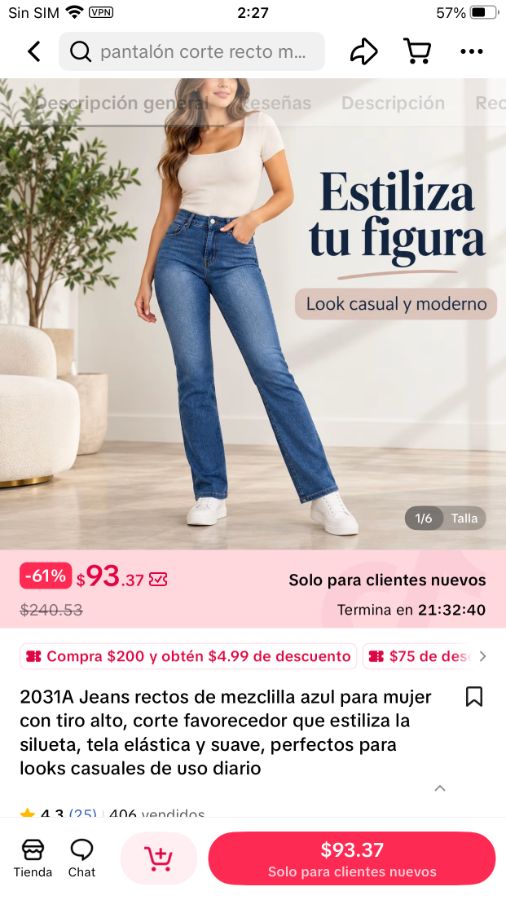 Sin SIM VPN 2:27 57%
pantalón corte recto m...
Descripción general Reseñas Descripción Rec
Estiliza
tu figura
Look casual y moderno
1/6 Talla
-61% $93.37 Solo para clientes nuevos
$240.53 Termina en 21:32:40
Compra $200 y obtén $4.99 de descuento $75 de des
2031A Jeans rectos de mezclilla azul para mujer
con tiro alto, corte favorecedor que estiliza la
silueta, tela elástica y suave, perfectos para
looks casuales de uso diario
4.3 (25) 406 vendidos
$93.37
Tienda Chat Solo para clientes nuevos